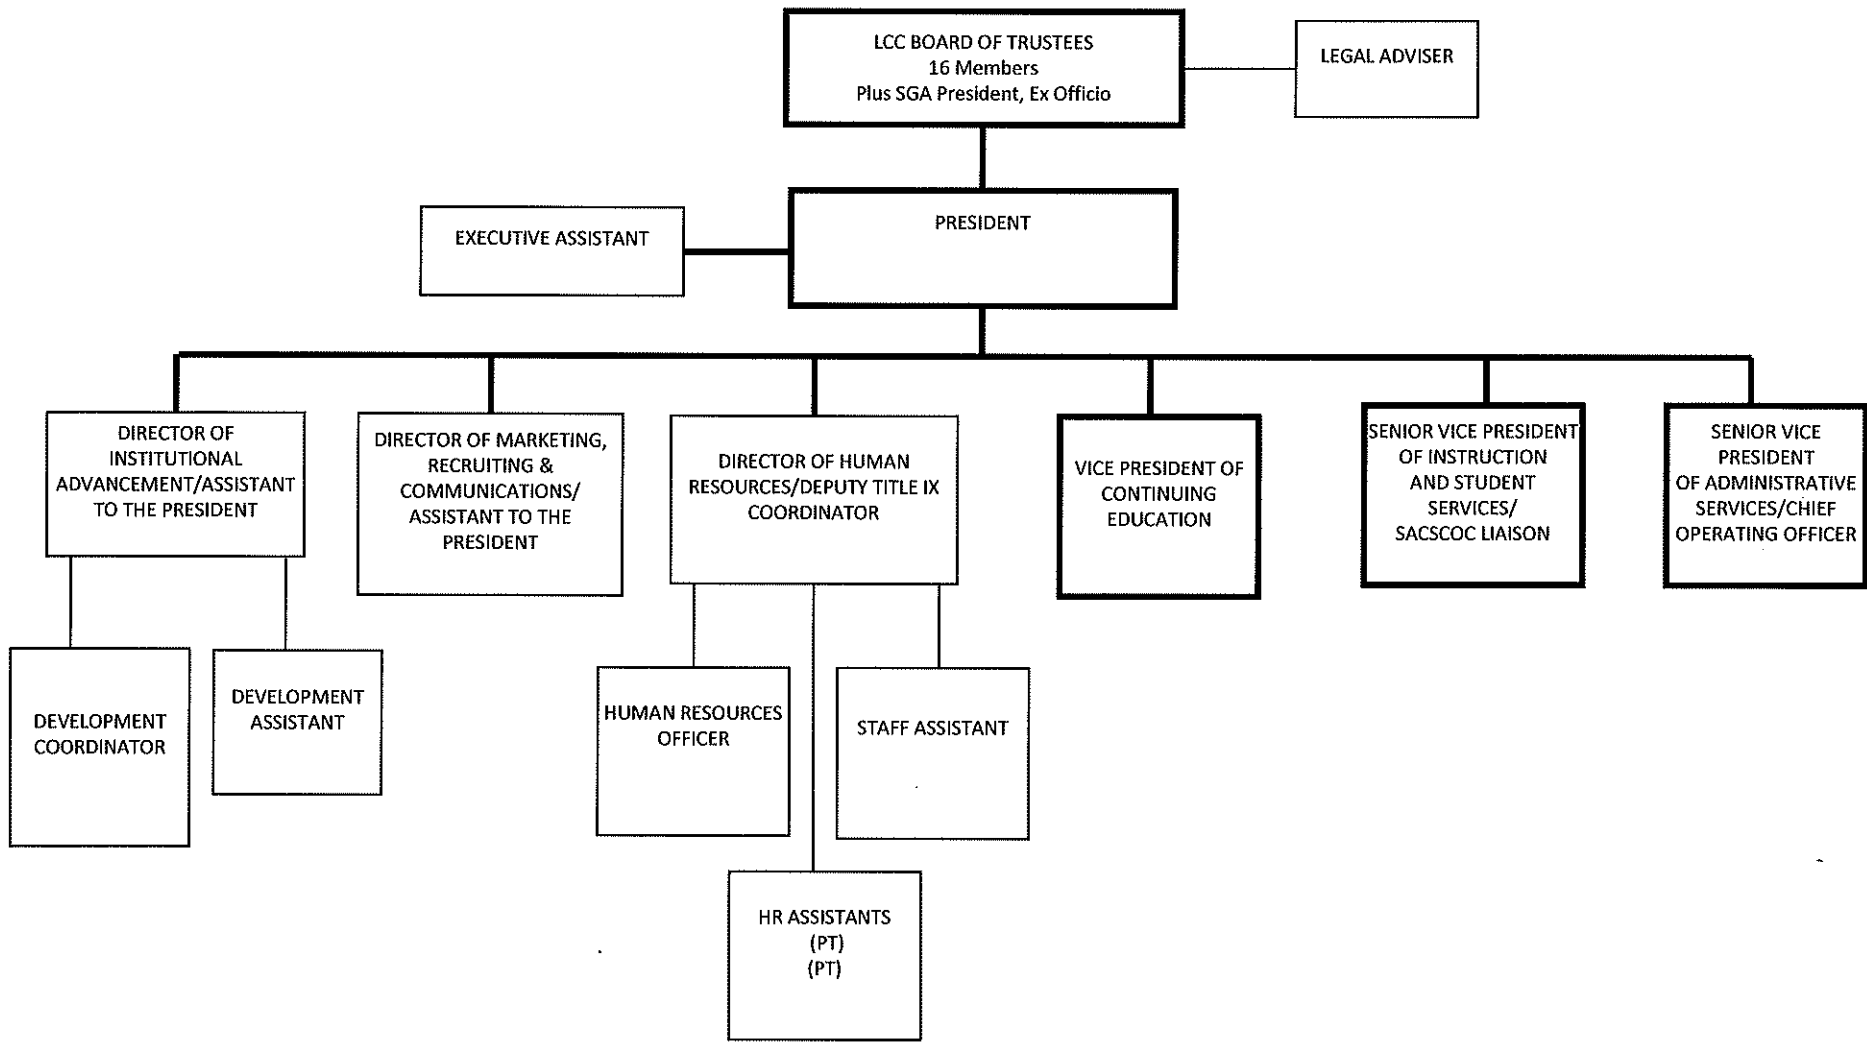 LCC BOARD OF TRUSTEES
16 Members
Plus SGA President, Ex Officio
LEGAL ADVISER
EXECUTIVE ASSISTANT
PRESIDENT
DIRECTOR OF
INSTITUTIONAL
ADVANCEMENT/ASSISTANT
TO THE PRESIDENT
DIRECTOR OF MARKETING,
RECRUITING &
COMMUNICATIONS/
ASSISTANT TO THE
PRESIDENT
DIRECTOR OF HUMAN
RESOURCES/DEPUTY TITLE IX
COORDINATOR
VICE PRESIDENT OF
CONTINUING
EDUCATION
SENIOR VICE PRESIDENT
OF INSTRUCTION
AND STUDENT
SERVICES/
SACSCOC LIAISON
SENIOR VICE
PRESIDENT
OF ADMINISTRATIVE
SERVICES/CHIEF
OPERATING OFFICER
DEVELOPMENT
COORDINATOR
DEVELOPMENT
ASSISTANT
HUMAN RESOURCES
OFFICER
STAFF ASSISTANT
HR ASSISTANTS
(PT)
(PT)